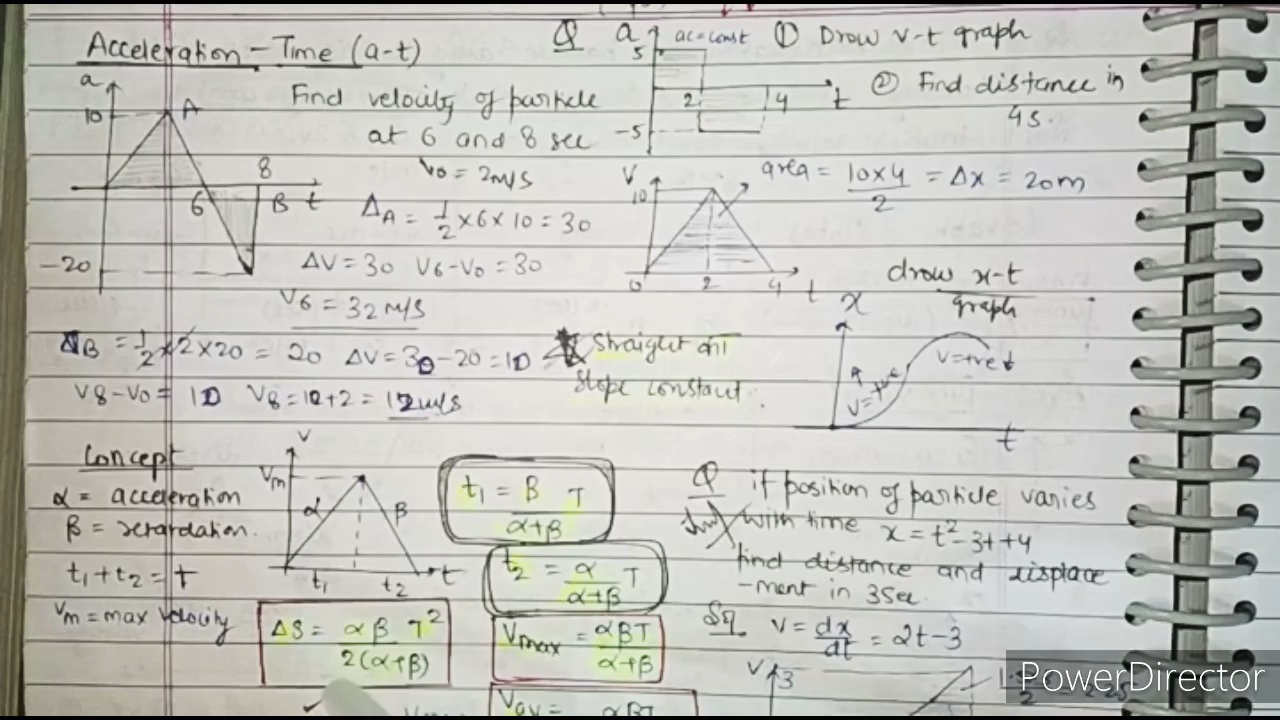 Acceleration - Time (a-t)
a
10
A
8
6
B t
-20
Find velocity of particle
at 6 and 8 sec
V0 = 2m/s
ΔA = 1/2 × 6 × 10 = 30
ΔV = 30 V6 - V0 = 30
V6 = 32 m/s
ΔB = 1/2 × 2 × 20 = 20 ΔV = 30 - 20 = 10
V8 - V0 = 10 V8 = 10 + 2 = 12 m/s
Q a ac=const ① Drow v-t graph
5
2 4 t
-5
② Find distance in
4s.
V
10
0 2 4 t
area = 10×4/2 = Δx = 20m
drow x-t
graph
x
V=+ve
V=+ve↓
t
Straight
slope constant.
Concept
α = acceleration
β = retardation
t1 + t2 = T
Vm = max velocity
v
Vm
α
β
t1 t2 t
t1 = β/α+β T
t2 = α/α+β T
ΔS = αβ T²/2(α+β)
Vmax = αβT/α+β
Vav = αβT
Q if position of particle varies
with time x = t² - 3t + 4
find distance and displace
-ment in 3sec.
V = dx/dt = 2t - 3
V 3
PowerDirector